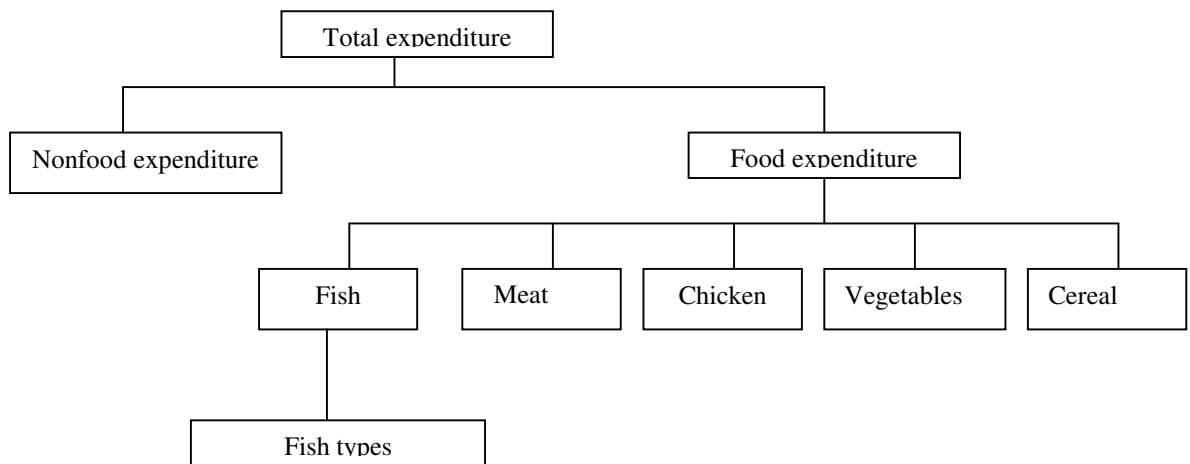 Total expenditure
Nonfood expenditure
Food expenditure
Fish
Meat
Chicken
Vegetables
Cereal
Fish types